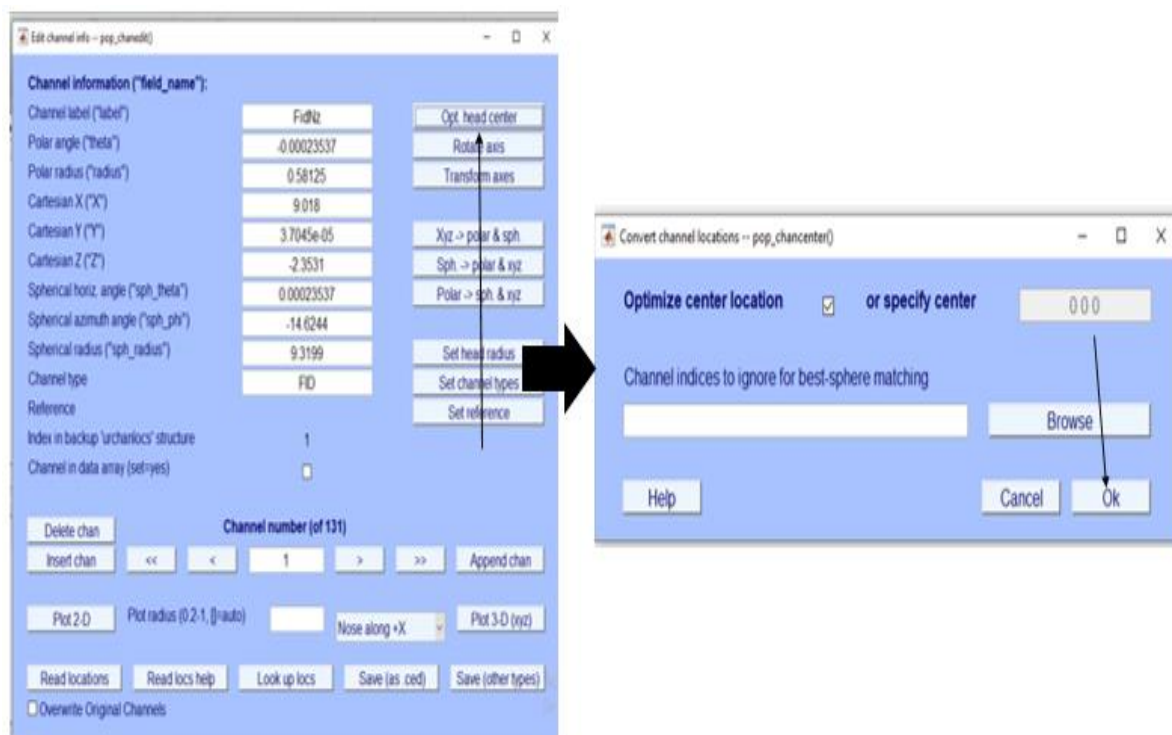 Edit channel info -- pop_chanedit()
Channel information ("field_name"):
Channel label ("label") FidNz Opt. head center
Polar angle ("theta") -0.00023537 Rotate axis
Polar radius ("radius") 0.58125 Transform axes
Cartesian X ("X") 9.018
Cartesian Y ("Y") 3.7045e-05 Xyz -> polar & sph.
Cartesian Z ("Z") -2.3531 Sph. -> polar & xyz
Spherical horiz. angle ("sph_theta") 0.00023537 Polar -> sph. & xyz
Spherical azimuth angle ("sph_phi") -14.6244
Spherical radius ("sph_radius") 9.3199 Set head radius
Channel type FID Set channel types
Reference Set reference
Index in backup 'urchanlocs' structure 1
Channel in data array (set=yes)
Delete chan Channel number (of 131)
Insert chan << < 1 > >> Append chan
Plot 2-D Plot radius (0.2-1, []=auto) Nose along +X Plot 3-D (xyz)
Read locations Read locs help Look up locs Save (as .ced) Save (other types)
Overwrite Original Channels
Convert channel locations -- pop_chancenter()
Optimize center location or specify center 0 0 0
Channel indices to ignore for best-sphere matching
Browse
Help Cancel Ok